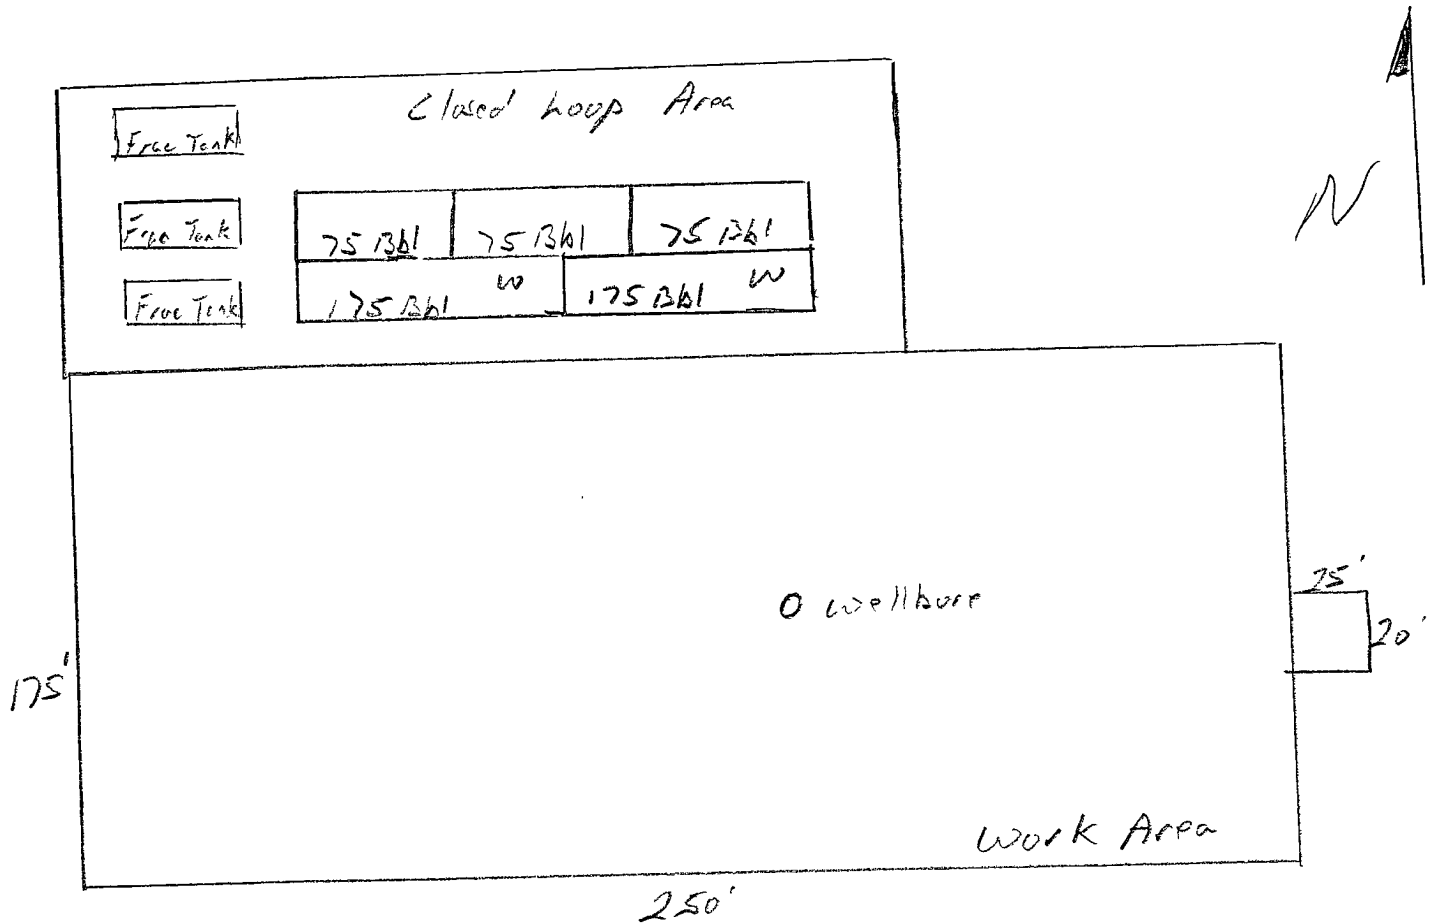 Closed Loop Area
Frac Tank
Frac Tank
75 Bbl 75 Bbl 75 Bbl
Frac Tank
175 Bbl W 175 Bbl W
N
O wellbore
75'
20'
175'
Work Area
250'